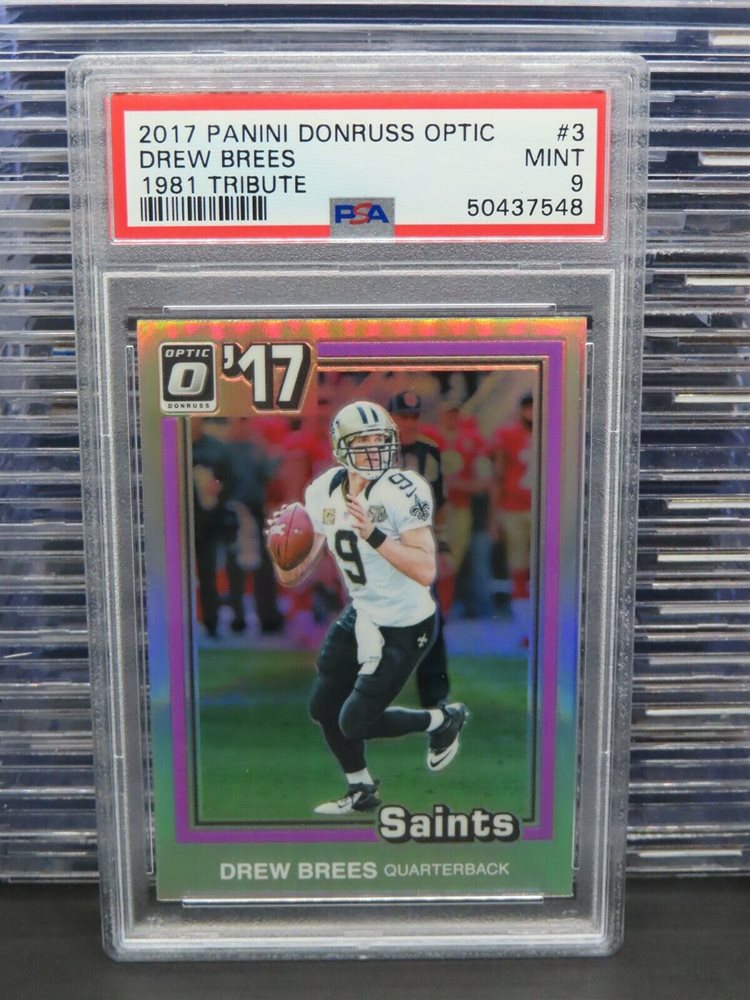 2017 PANINI DONRUSS OPTIC #3
DREW BREES MINT
1981 TRIBUTE 9
PSA 50437548
OPTIC
O
DONRUSS
'17
9
9
Saints
DREW BREES QUARTERBACK